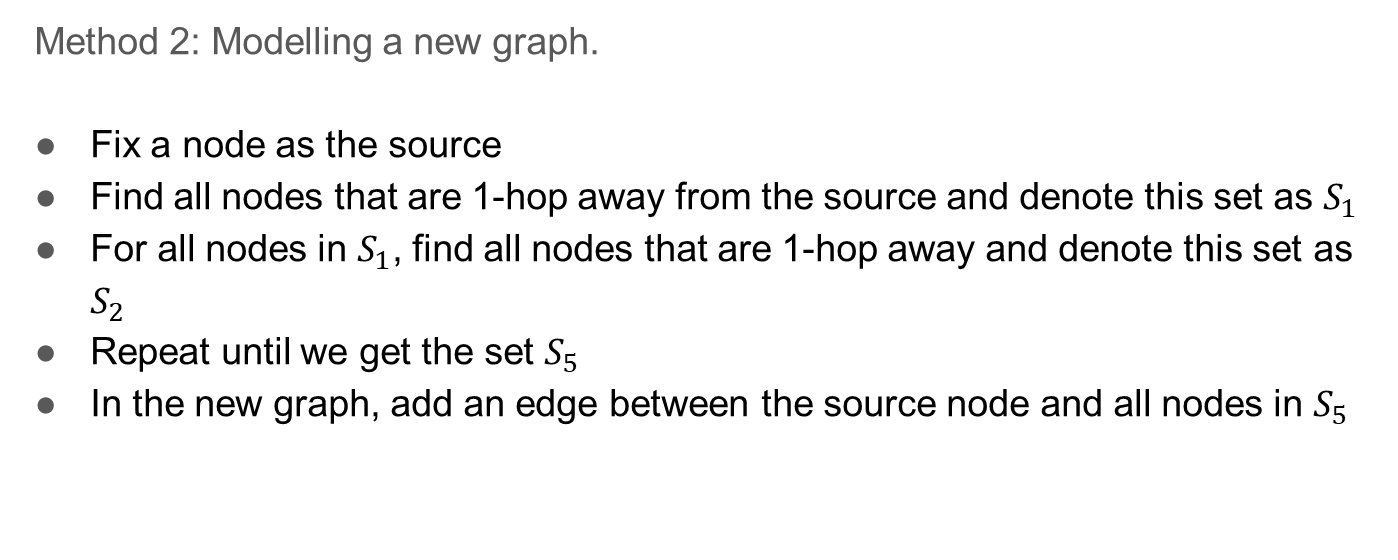 Method 2: Modelling a new graph.
● Fix a node as the source
● Find all nodes that are 1-hop away from the source and denote this set as S₁
● For all nodes in S₁, find all nodes that are 1-hop away and denote this set as
S₂
● Repeat until we get the set S₅
● In the new graph, add an edge between the source node and all nodes in S₅